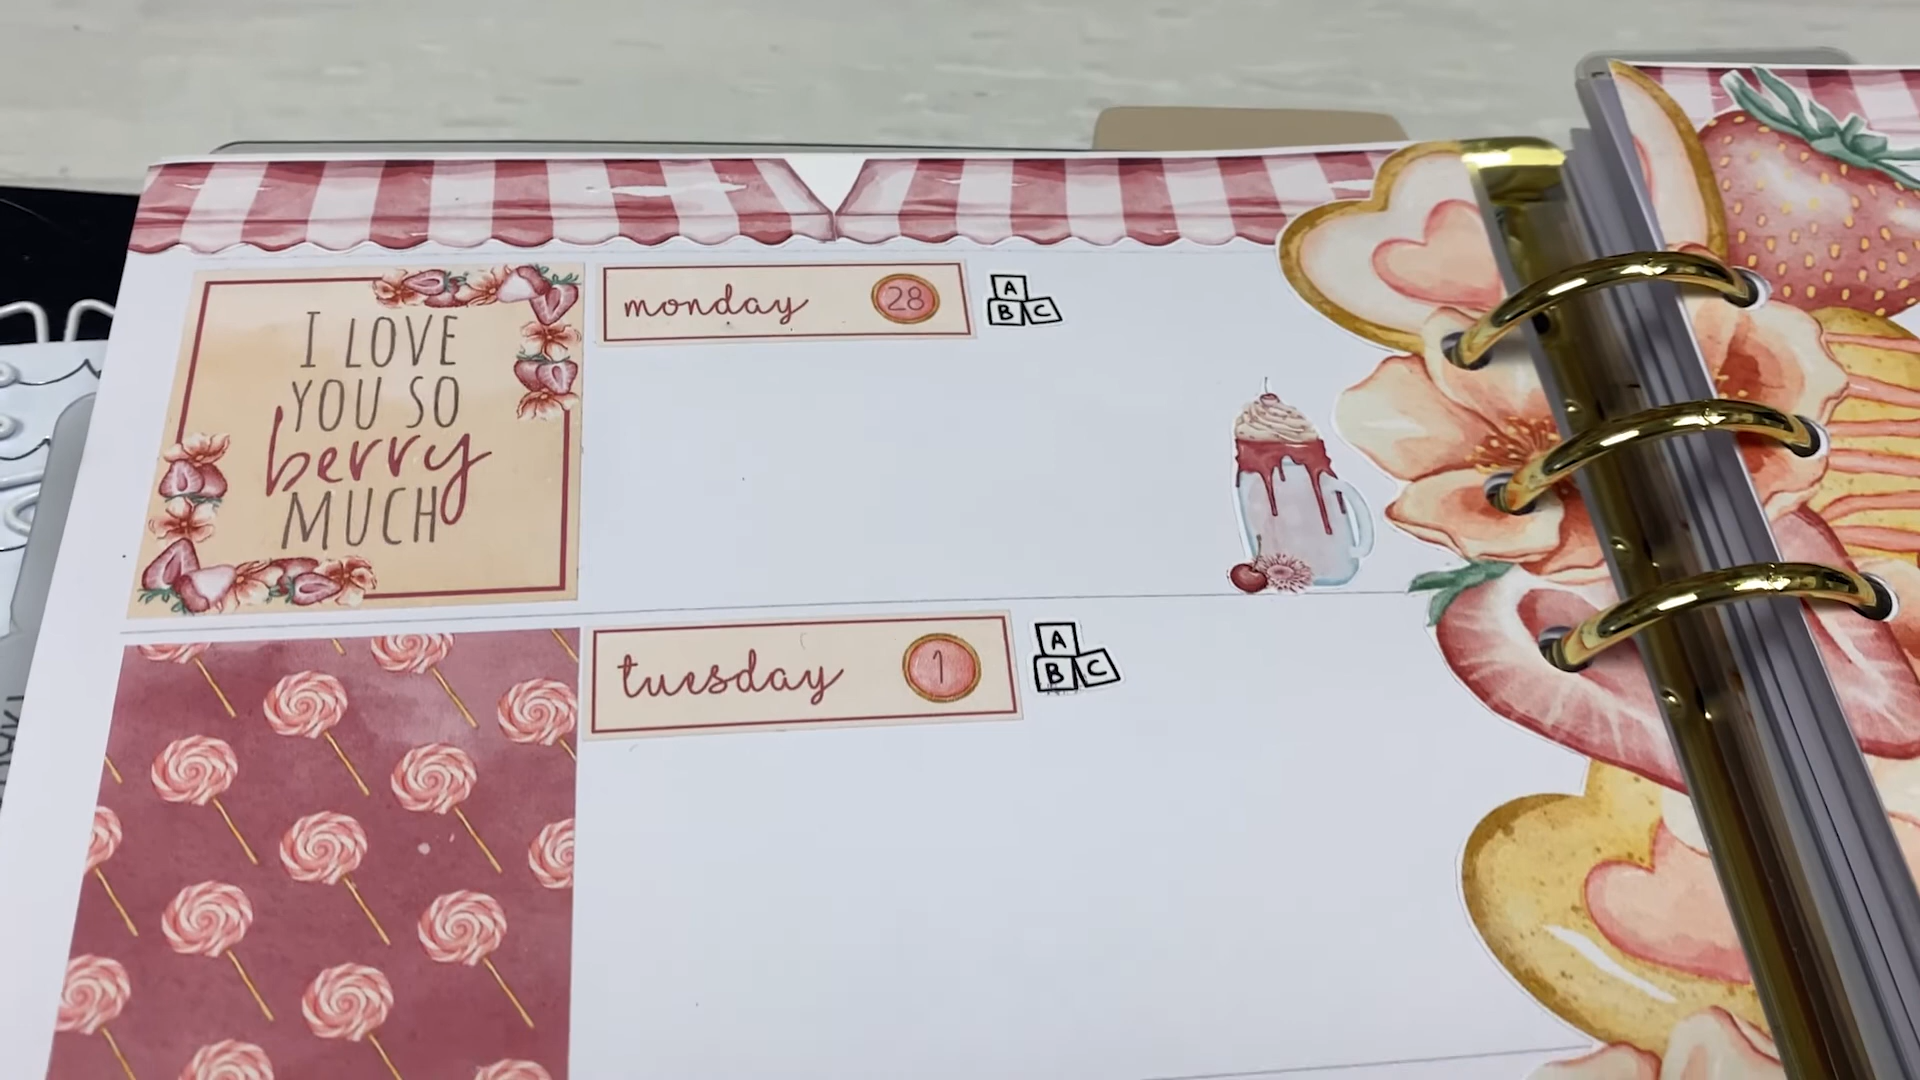 I LOVE
YOU SO
berry
MUCH
monday 28
A
B C
tuesday 1
A
B C